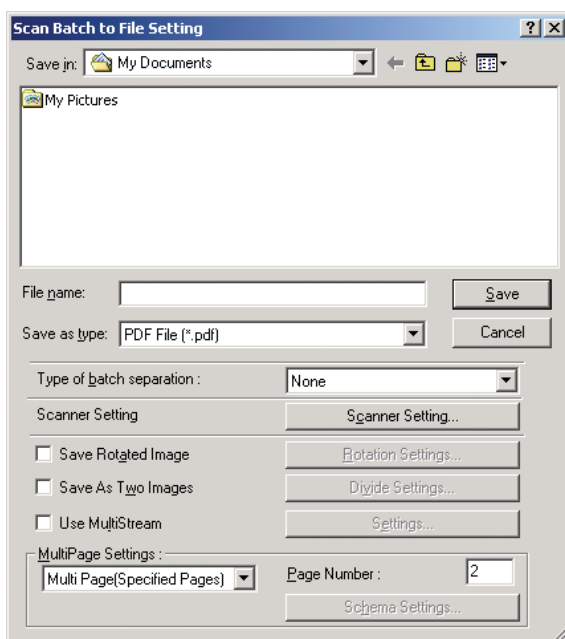 Scan Batch to File Setting
Save in: My Documents
My Pictures
File name: Save
Save as type: PDF File (*.pdf) Cancel
Type of batch separation : None
Scanner Setting Scanner Setting...
Save Rotated Image Rotation Settings...
Save As Two Images Divide Settings...
Use MultiStream Settings...
MultiPage Settings :
Multi Page(Specified Pages) Page Number : 2
Schema Settings...